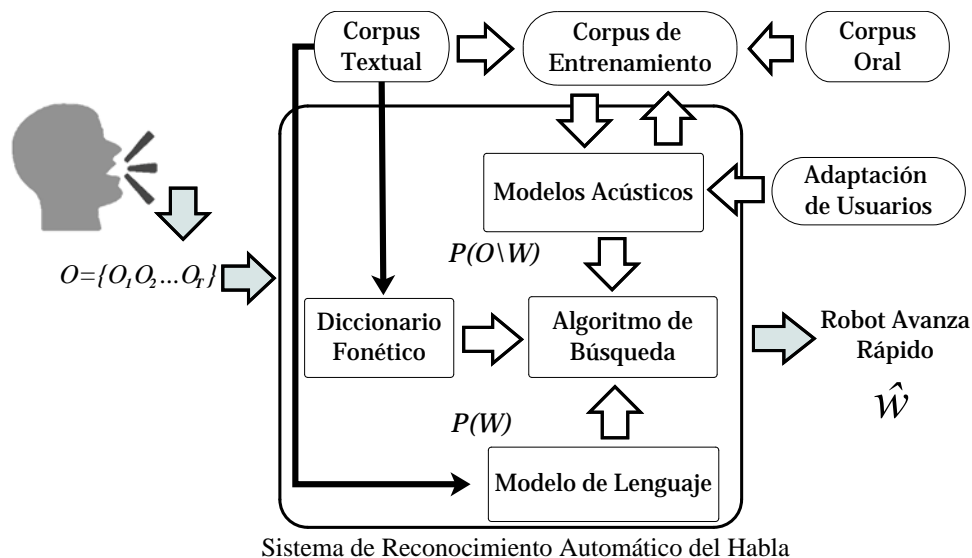 Corpus
Textual
Corpus de
Entrenamiento
Corpus
Oral
Modelos Acústicos
Adaptación
de Usuarios
P(O\W)
O={O₁O₂...O_T}
Diccionario
Fonético
Algoritmo de
Búsqueda
Robot Avanza
Rápido
ŵ
P(W)
Modelo de Lenguaje
Sistema de Reconocimiento Automático del Habla